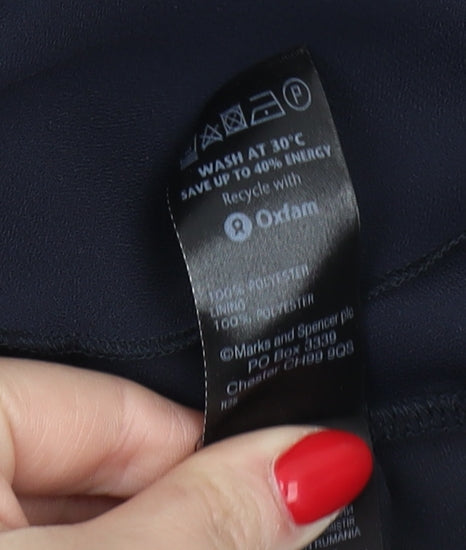 P
WASH AT 30°C
SAVE UP TO 40% ENERGY
Recycle with
Oxfam
100% POLYESTER
LINING
100% POLYESTER
©Marks and Spencer plc
PO Box 3339
Chester CH99 9QS
RUMANIA